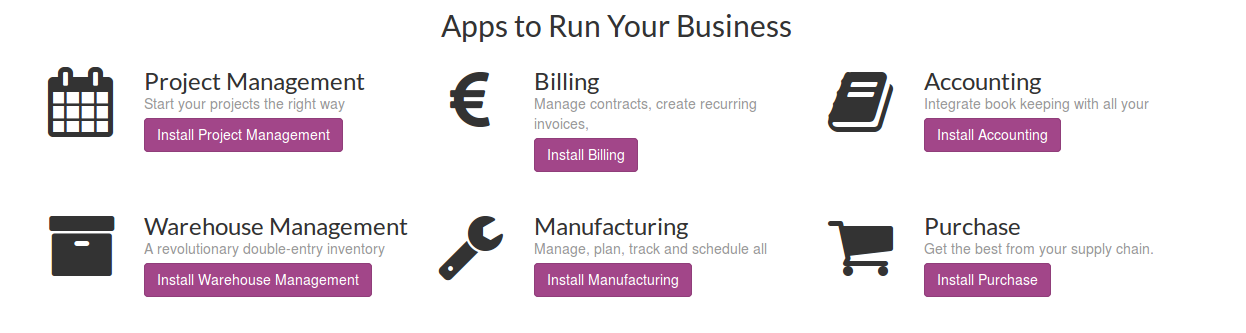 Apps to Run Your Business
Project Management
Start your projects the right way
Install Project Management
Billing
Manage contracts, create recurring
invoices,
Install Billing
Accounting
Integrate book keeping with all your
Install Accounting
Warehouse Management
A revolutionary double-entry inventory
Install Warehouse Management
Manufacturing
Manage, plan, track and schedule all
Install Manufacturing
Purchase
Get the best from your supply chain.
Install Purchase